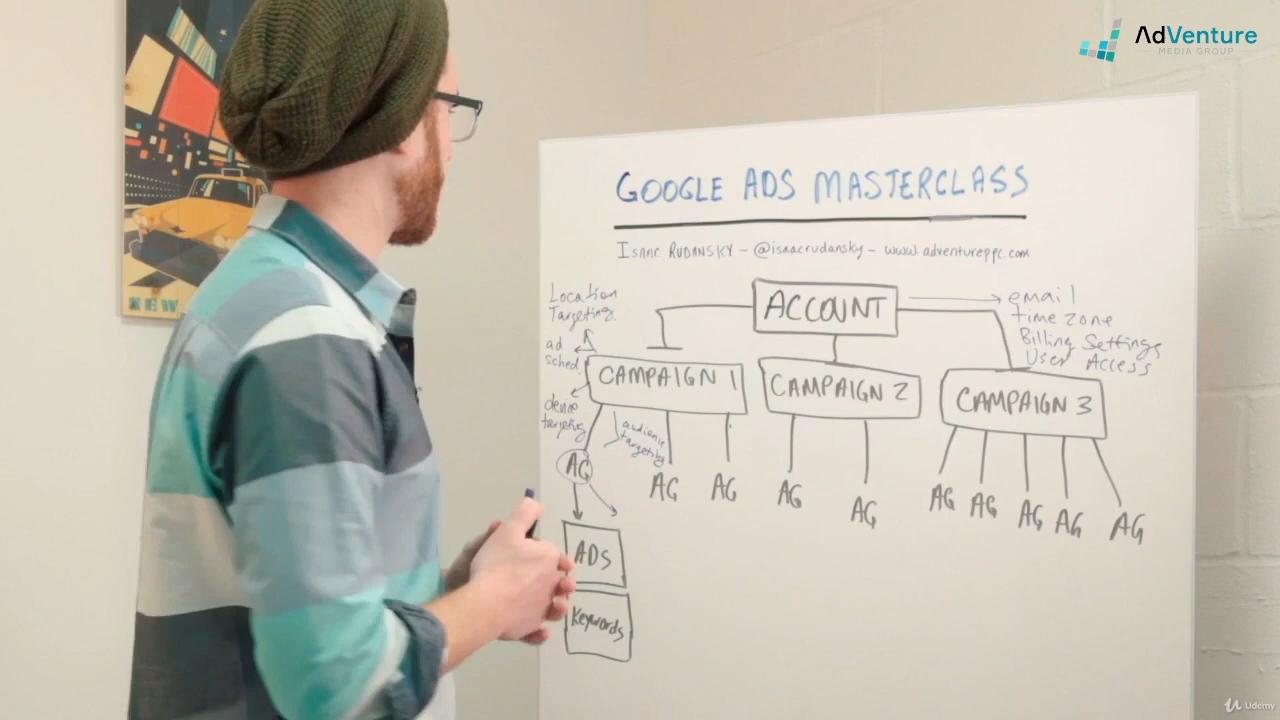 AdVenture
MEDIA GROUP
GOOGLE ADS MASTERCLASS
ISAAC RUDANSKY – @isaacrudansky – www.adventureppc.com
Location
Targeting
ACCOUNT
email
time zone
Billing Settings
User Access
ad
sched.
CAMPAIGN 1
CAMPAIGN 2
CAMPAIGN 3
targeting
audience
targeting
AG
AG
AG
AG
AG
AG
AG
AG
AG
AG
ADS
Keywords
Udemy